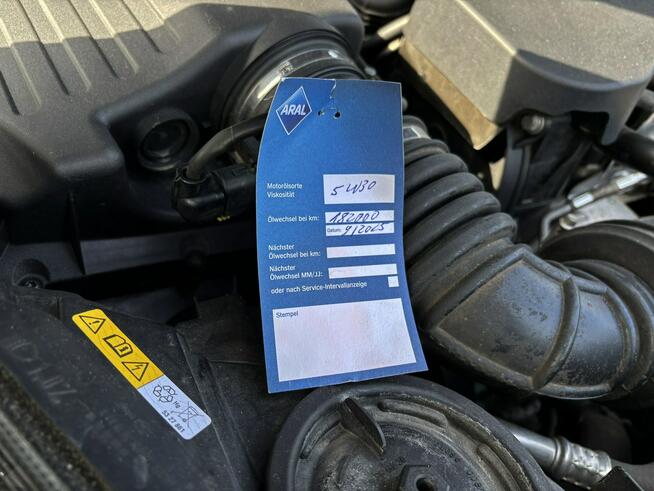 ARAL
Motorölsorte
Viskosität
5W30
Ölwechsel bei km:
182000
Datum:
9/2025
Nächster
Ölwechsel bei km:
Nächster
Ölwechsel MM/JJ:
oder nach Service-Intervallanzeige
Stempel
Hg